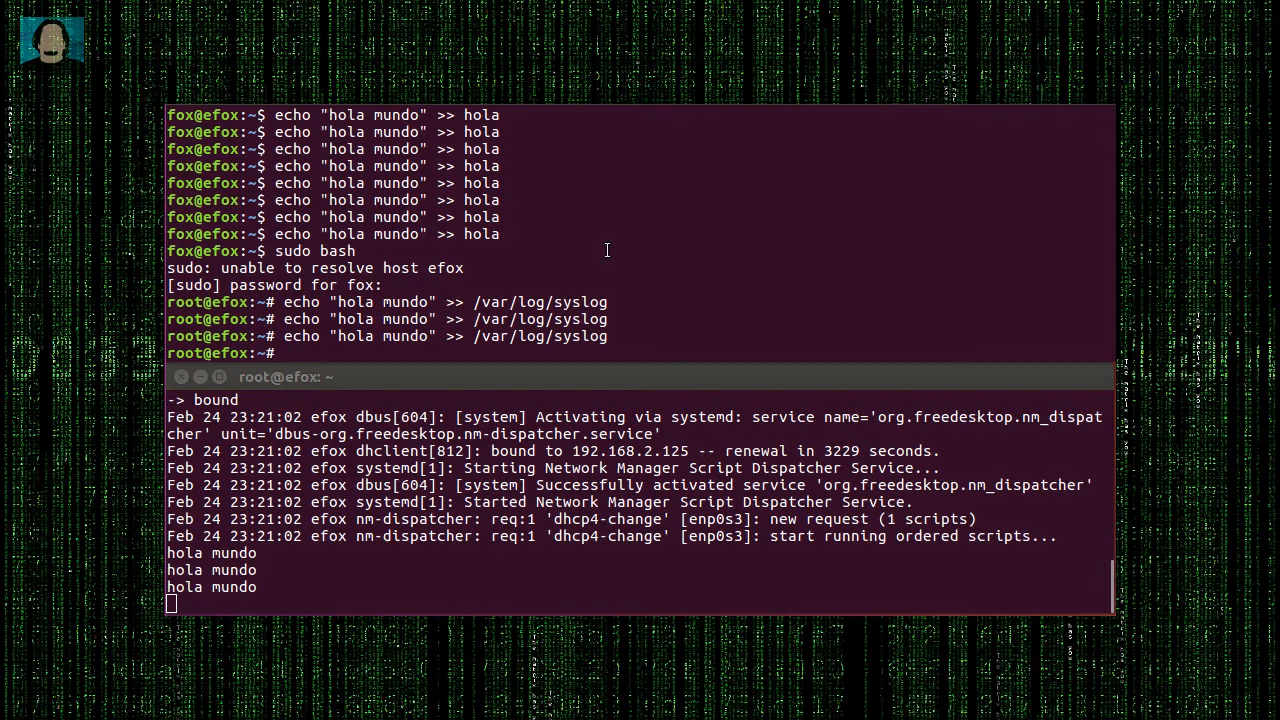 fox@efox:~$ echo "hola mundo" >> hola
fox@efox:~$ echo "hola mundo" >> hola
fox@efox:~$ echo "hola mundo" >> hola
fox@efox:~$ echo "hola mundo" >> hola
fox@efox:~$ echo "hola mundo" >> hola
fox@efox:~$ echo "hola mundo" >> hola
fox@efox:~$ echo "hola mundo" >> hola
fox@efox:~$ echo "hola mundo" >> hola
fox@efox:~$ sudo bash
sudo: unable to resolve host efox
[sudo] password for fox:
root@efox:~# echo "hola mundo" >> /var/log/syslog
root@efox:~# echo "hola mundo" >> /var/log/syslog
root@efox:~# echo "hola mundo" >> /var/log/syslog
root@efox:~#
root@efox: ~
-> bound
Feb 24 23:21:02 efox dbus[604]: [system] Activating via systemd: service name='org.freedesktop.nm_dispat
cher' unit='dbus-org.freedesktop.nm-dispatcher.service'
Feb 24 23:21:02 efox dhclient[812]: bound to 192.168.2.125 -- renewal in 3229 seconds.
Feb 24 23:21:02 efox systemd[1]: Starting Network Manager Script Dispatcher Service...
Feb 24 23:21:02 efox dbus[604]: [system] Successfully activated service 'org.freedesktop.nm_dispatcher'
Feb 24 23:21:02 efox systemd[1]: Started Network Manager Script Dispatcher Service.
Feb 24 23:21:02 efox nm-dispatcher: req:1 'dhcp4-change' [enp0s3]: new request (1 scripts)
Feb 24 23:21:02 efox nm-dispatcher: req:1 'dhcp4-change' [enp0s3]: start running ordered scripts...
hola mundo
hola mundo
hola mundo